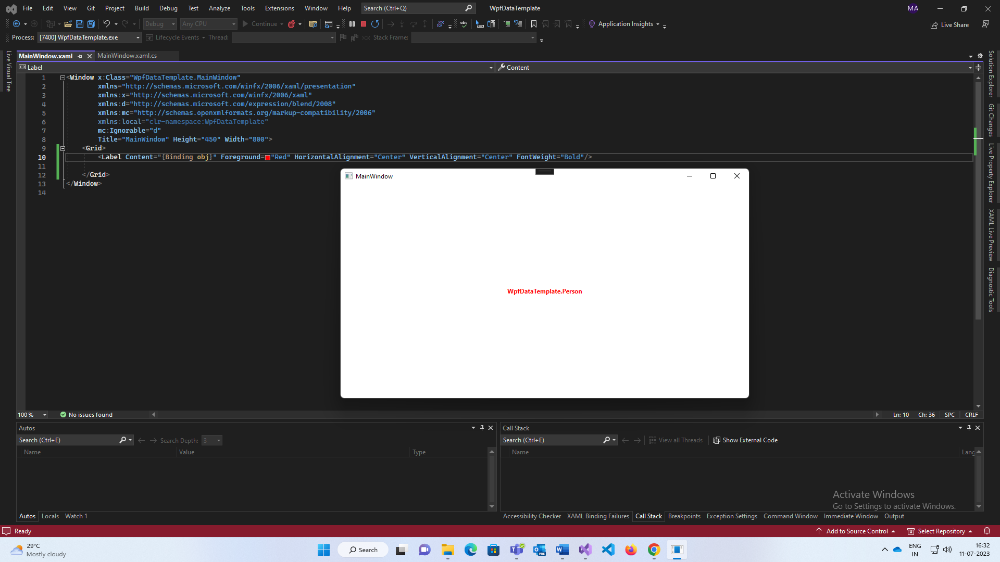 File Edit View Git Project Build Debug Test Analyze Tools Extensions Window Help Search (Ctrl+Q) WpfDataTemplate MA
Debug Any CPU Continue abc Application Insights Live Share
Process: [7400] WpfDataTemplate.exe Lifecycle Events Thread: Stack Frame:
Live Visual Tree
MainWindow.xaml MainWindow.xaml.cs
Label Content
1 <Window x:Class="WpfDataTemplate.MainWindow"
2 xmlns="http://schemas.microsoft.com/winfx/2006/xaml/presentation"
3 xmlns:x="http://schemas.microsoft.com/winfx/2006/xaml"
4 xmlns:d="http://schemas.microsoft.com/expression/blend/2008"
5 xmlns:mc="http://schemas.openxmlformats.org/markup-compatibility/2006"
6 xmlns:local="clr-namespace:WpfDataTemplate"
7 mc:Ignorable="d"
8 Title="MainWindow" Height="450" Width="800">
9 <Grid>
10 <Label Content="{Binding obj}" Foreground="Red" HorizontalAlignment="Center" VerticalAlignment="Center" FontWeight="Bold"/>
11
12 </Grid>
13 </Window>
14
MainWindow
WpfDataTemplate.Person
Solution Explorer
Git Changes
Live Property Explorer
XAML Live Preview
Diagnostic Tools
100 % No issues found Ln: 10 Ch: 36 SPC CRLF
Autos
Search (Ctrl+E) Search Depth: 3
Name Value Type
Autos Locals Watch 1
Call Stack
Search (Ctrl+E) View all Threads Show External Code
Name Lang
Activate Windows
Go to Settings to activate Windows.
Accessibility Checker XAML Binding Failures Call Stack Breakpoints Exception Settings Command Window Immediate Window Output
Ready Add to Source Control Select Repository
29°C
Mostly cloudy
Search
PRE
ENG
IN
16:32
11-07-2023